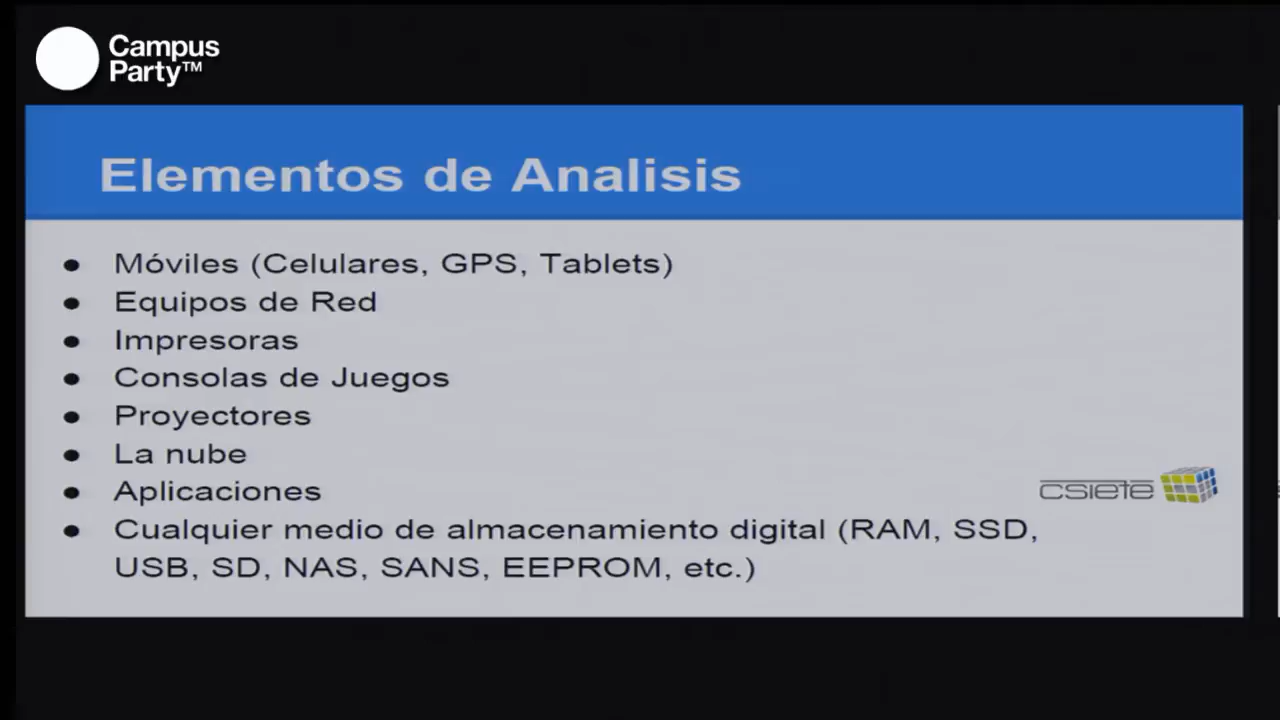 Campus
Party™
Elementos de Analisis
● Móviles (Celulares, GPS, Tablets)
● Equipos de Red
● Impresoras
● Consolas de Juegos
● Proyectores
● La nube
● Aplicaciones
csiete
● Cualquier medio de almacenamiento digital (RAM, SSD,
USB, SD, NAS, SANS, EEPROM, etc.)